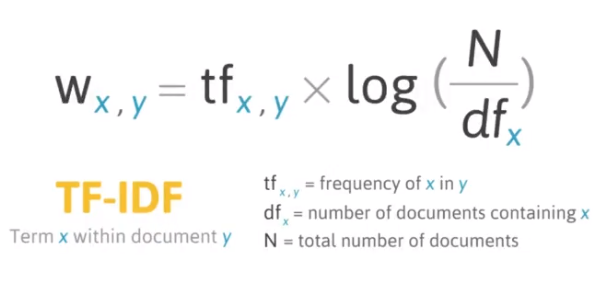 w x , y = tf x , y × log ( N / df x )
TF-IDF
Term x within document y
tf x,y = frequency of x in y
df x = number of documents containing x
N = total number of documents